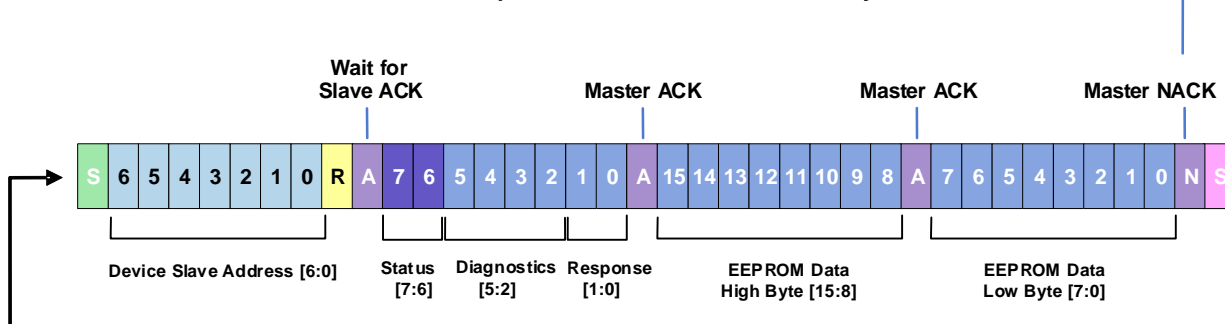 Wait for
Slave ACK
Master ACK
Master ACK
Master NACK
S 6 5 4 3 2 1 0 R A 7 6 5 4 3 2 1 0 A 15 14 13 12 11 10 9 8 A 7 6 5 4 3 2 1 0 N S
Device Slave Address [6:0]
Status
[7:6]
Diagnostics
[5:2]
Response
[1:0]
EEPROM Data
High Byte [15:8]
EEPROM Data
Low Byte [7:0]